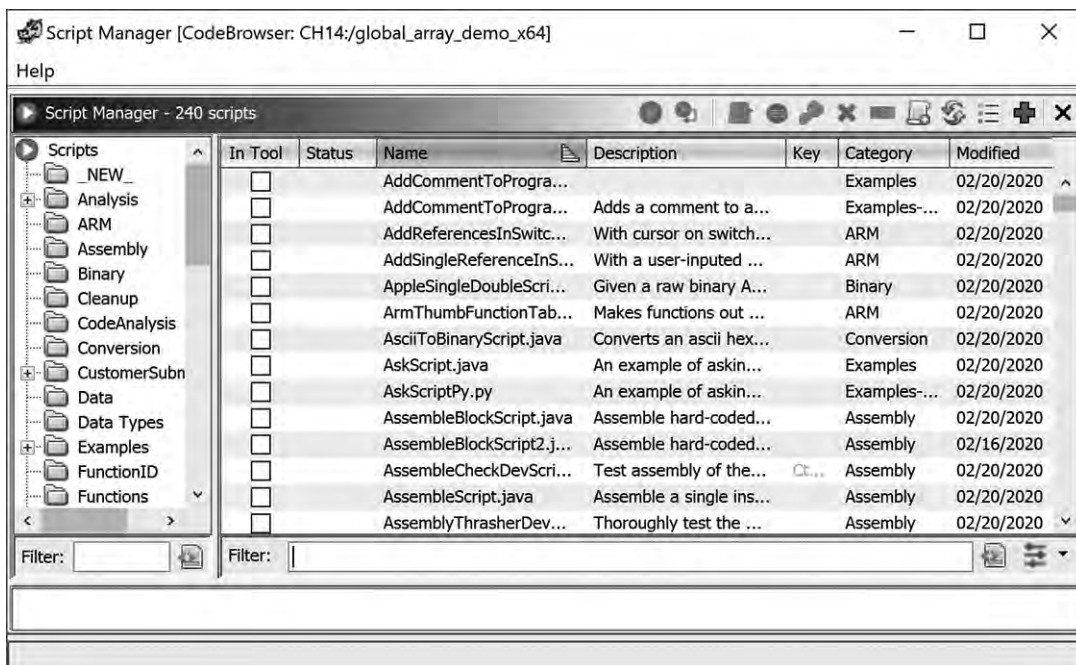 Script Manager [CodeBrowser: CH14:/global_array_demo_x64]
Help
Script Manager - 240 scripts
Scripts
_NEW_
Analysis
ARM
Assembly
Binary
Cleanup
CodeAnalysis
Conversion
CustomerSubn
Data
Data Types
Examples
FunctionID
Functions
Filter:
In Tool Status Name Description Key Category Modified
AddCommentToProgra... Examples 02/20/2020
AddCommentToProgra... Adds a comment to a... Examples-... 02/20/2020
AddReferencesInSwitc... With cursor on switch... ARM 02/20/2020
AddSingleReferenceInS... With a user-inputed ... ARM 02/20/2020
AppleSingleDoubleScri... Given a raw binary A... Binary 02/20/2020
ArmThumbFunctionTab... Makes functions out ... ARM 02/20/2020
AsciiToBinaryScript.java Converts an ascii hex... Conversion 02/20/2020
AskScript.java An example of askin... Examples 02/20/2020
AskScriptPy.py An example of askin... Examples-... 02/20/2020
AssembleBlockScript.java Assemble hard-coded... Assembly 02/20/2020
AssembleBlockScript2.j... Assemble hard-coded... Assembly 02/16/2020
AssembleCheckDevScri... Test assembly of the... Ct... Assembly 02/20/2020
AssembleScript.java Assemble a single ins... Assembly 02/20/2020
AssemblyThrasherDev... Thoroughly test the ... Assembly 02/20/2020
Filter: